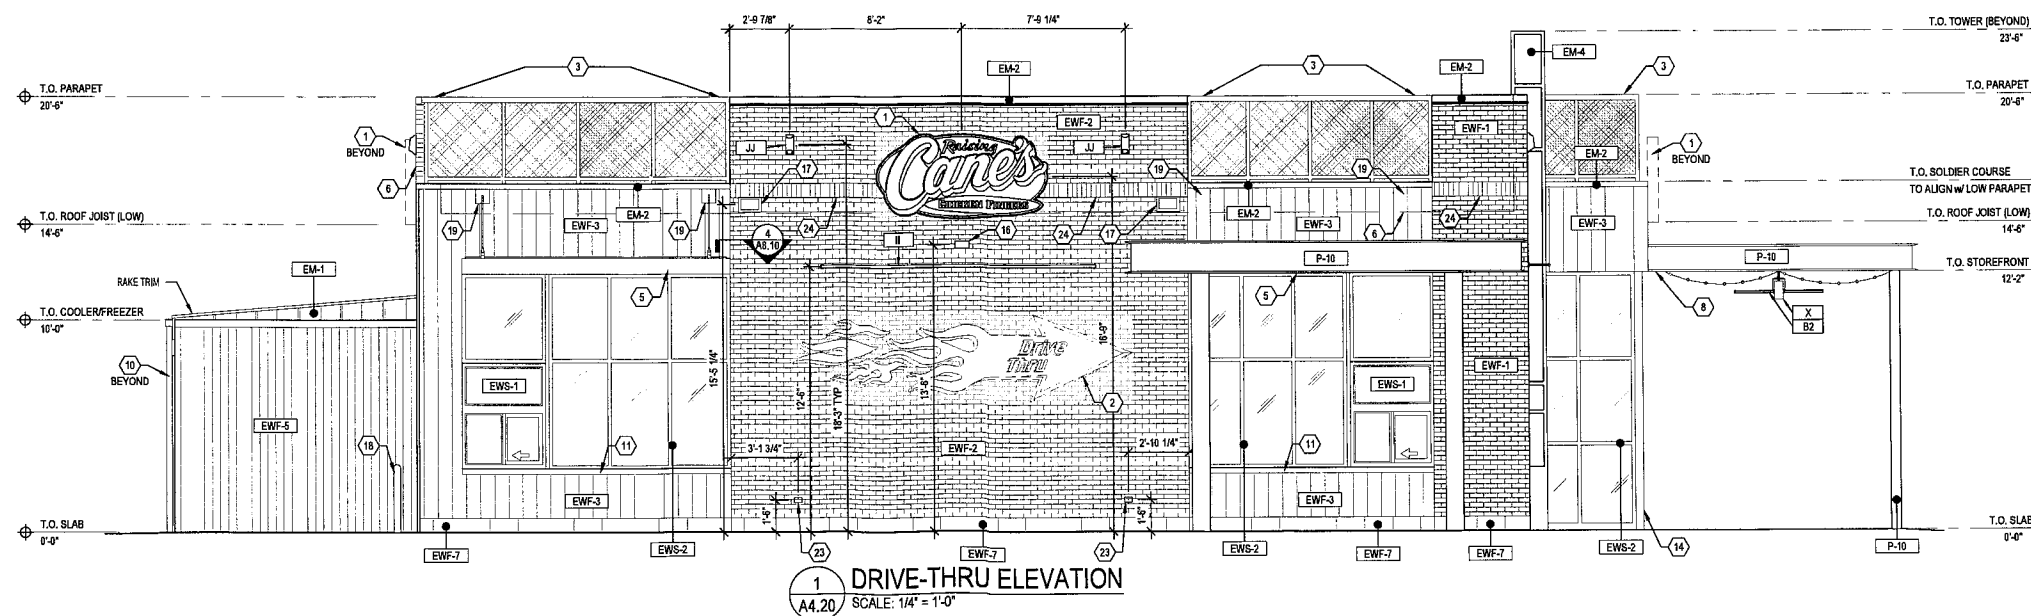 2'-9 7/8"
8'-2"
7'-9 1/4"
T.O. TOWER (BEYOND)
23'-6"
3
EM-2
3
EM-2
EM-4
3
T.O. PARAPET
20'-6"
T.O. PARAPET
20'-6"
1
BEYOND
JJ
1
EWF-2
JJ
EWF-1
EM-2
1
BEYOND
Raising
Cane's
CHICKEN FINGERS
6
17
19
19
T.O. SOLDIER COURSE
TO ALIGN w/ LOW PARAPET
T.O. ROOF JOIST (LOW)
14'-6"
19
EWF-3
EM-2
19
4
A8.10
24
II
16
24
17
EM-2
EWF-3
6
24
EWF-3
T.O. ROOF JOIST (LOW)
14'-6"
EM-1
RAKE TRIM
5
P-10
5
P-10
8
T.O. STOREFRONT
12'-2"
T.O. COOLER/FREEZER
10'-0"
X
B2
10
BEYOND
EWS-1
15'-5 1/4"
12'-6"
18'-3" TYP
13'-6"
Drive
Thru
16'-9"
2
EWS-1
EWF-1
EWF-5
18
11
3'-1 3/4"
EWF-2
2'-10 1/4"
11
EWF-3
1'-6"
1'-6"
EWF-3
T.O. SLAB
0'-0"
T.O. SLAB
0'-0"
EWF-7
EWS-2
23
EWF-7
23
EWS-2
EWF-7
EWF-7
EWS-2
14
P-10
1
A4.20
DRIVE-THRU ELEVATION
SCALE: 1/4" = 1'-0"